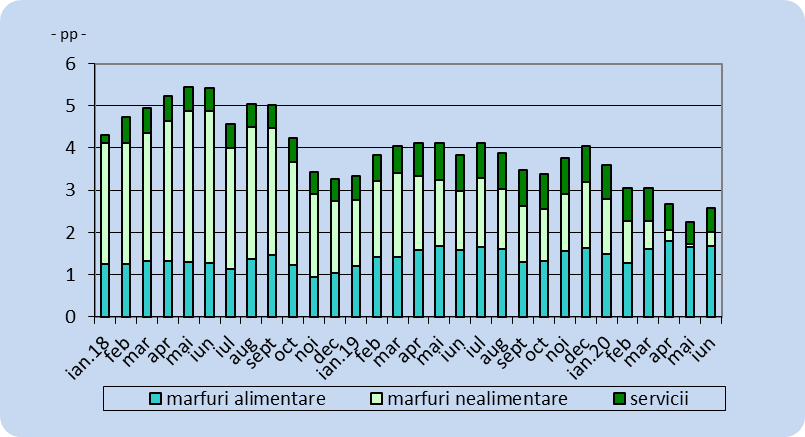 - pp -
6
5
4
3
2
1
0
ian.18 feb mar apr mai iun iul aug sept oct noi dec ian.19 feb mar apr mai iun iul aug sept oct noi dec ian.20 feb mar apr mai iun
marfuri alimentare marfuri nealimentare servicii